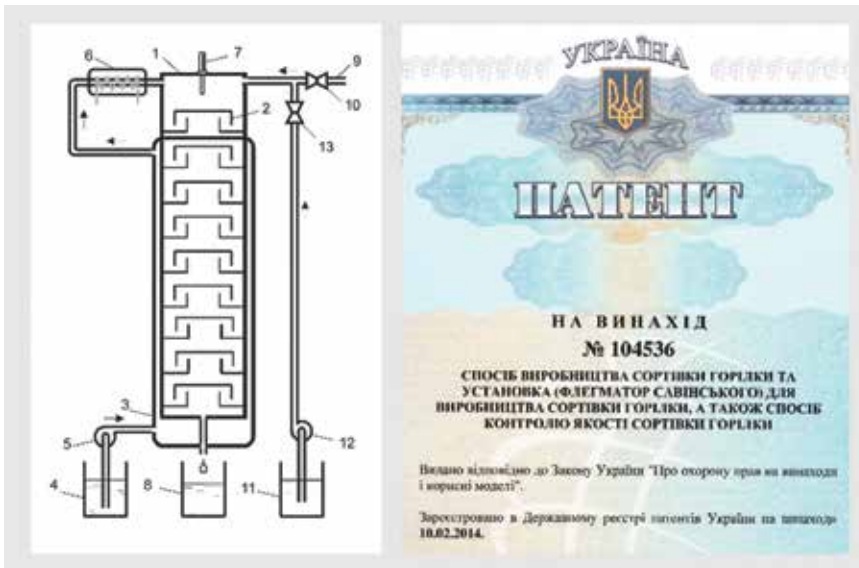 1
7
6
9
10
2
13
3
5
12
4
8
11
УКРАЇНА
ПАТЕНТ
НА ВИНАХІД
№ 104536
СПОСІБ ВИРОБНИЦТВА СОРТІВКИ ГОРІЛКИ ТА
УСТАНОВКА (ФЛЕГМАТОР САВІНСЬКОГО) ДЛЯ
ВИРОБНИЦТВА СОРТІВКИ ГОРІЛКИ, А ТАКОЖ СПОСІБ
КОНТРОЛЮ ЯКОСТІ СОРТІВКИ ГОРІЛКИ
Видано відповідно до Закону України "Про охорону прав на винаходи
і корисні моделі".
Зареєстровано в Державному реєстрі патентів України на винаходи
10.02.2014.